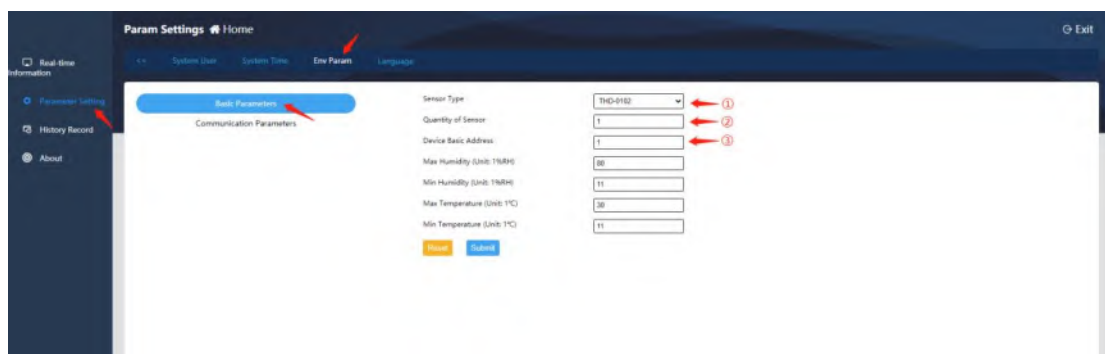 Param Settings Home
Exit
Real-time Information
<< System User System Time Env Param Language
Parameter Setting
History Record
About
Basic Parameters
Communication Parameters
Sensor Type THD-0102 ①
Quantity of Sensor 1 ②
Device Basic Address 1 ③
Max Humidity (Unit: 1%RH) 80
Min Humidity (Unit: 1%RH) 11
Max Temperature (Unit: 1℃) 30
Min Temperature (Unit: 1℃) 11
Reset Submit